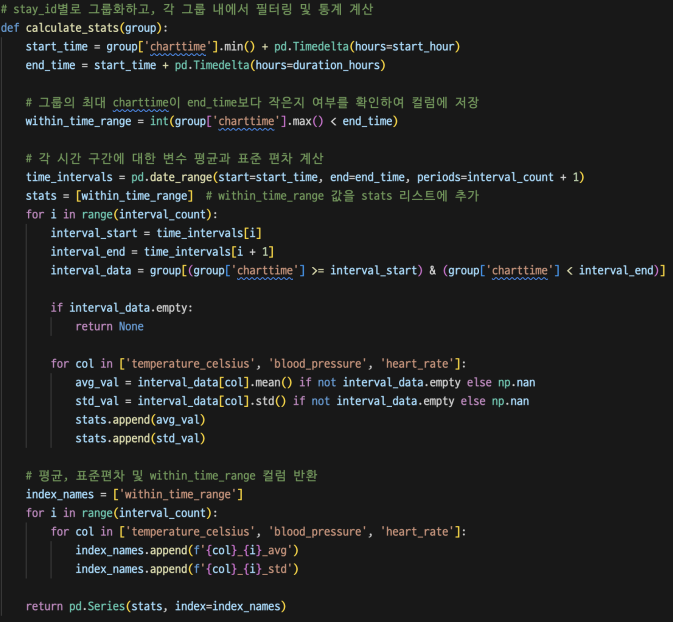 # stay_id별로 그룹화하고, 각 그룹 내에서 필터링 및 통계 계산
def calculate_stats(group):
    start_time = group['charttime'].min() + pd.Timedelta(hours=start_hour)
    end_time = start_time + pd.Timedelta(hours=duration_hours)

    # 그룹의 최대 charttime이 end_time보다 작은지 여부를 확인하여 컬럼에 저장
    within_time_range = int(group['charttime'].max() < end_time)

    # 각 시간 구간에 대한 변수 평균과 표준 편차 계산
    time_intervals = pd.date_range(start=start_time, end=end_time, periods=interval_count + 1)
    stats = [within_time_range]  # within_time_range 값을 stats 리스트에 추가
    for i in range(interval_count):
        interval_start = time_intervals[i]
        interval_end = time_intervals[i + 1]
        interval_data = group[(group['charttime'] >= interval_start) & (group['charttime'] < interval_end)]

        if interval_data.empty:
            return None

        for col in ['temperature_celsius', 'blood_pressure', 'heart_rate']:
            avg_val = interval_data[col].mean() if not interval_data.empty else np.nan
            std_val = interval_data[col].std() if not interval_data.empty else np.nan
            stats.append(avg_val)
            stats.append(std_val)

    # 평균, 표준편차 및 within_time_range 컬럼 반환
    index_names = ['within_time_range']
    for i in range(interval_count):
        for col in ['temperature_celsius', 'blood_pressure', 'heart_rate']:
            index_names.append(f'{col}_{i}_avg')
            index_names.append(f'{col}_{i}_std')

    return pd.Series(stats, index=index_names)